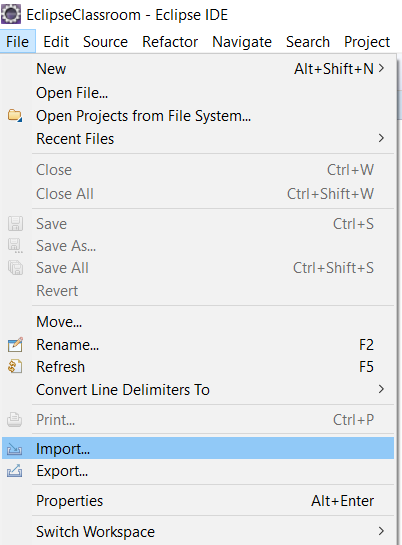 EclipseClassroom - Eclipse IDE
File Edit Source Refactor Navigate Search Project
New Alt+Shift+N >
Open File...
Open Projects from File System...
Recent Files >
Close Ctrl+W
Close All Ctrl+Shift+W
Save Ctrl+S
Save As...
Save All Ctrl+Shift+S
Revert
Move...
Rename... F2
Refresh F5
Convert Line Delimiters To >
Print... Ctrl+P
Import...
Export...
Properties Alt+Enter
Switch Workspace >